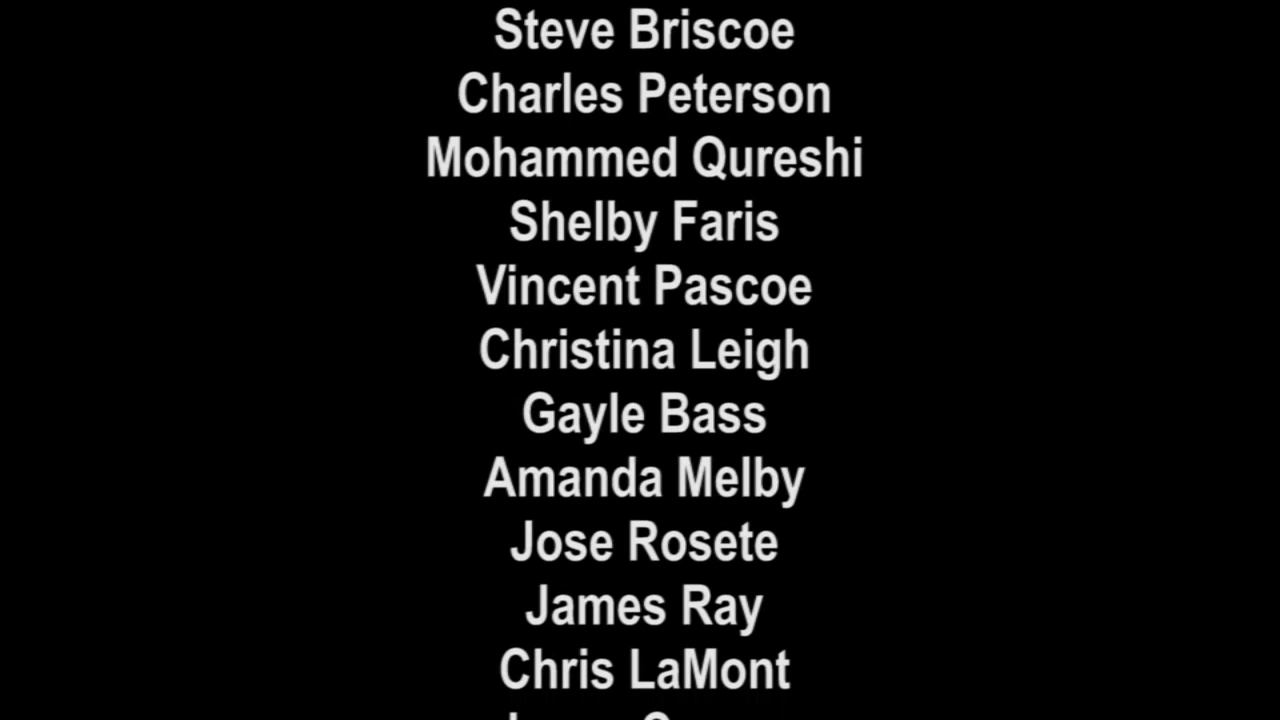 Steve Briscoe
Charles Peterson
Mohammed Qureshi
Shelby Faris
Vincent Pascoe
Christina Leigh
Gayle Bass
Amanda Melby
Jose Rosete
James Ray
Chris LaMont